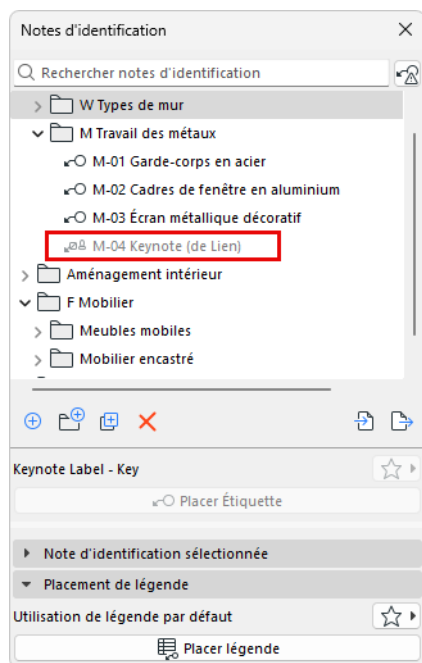 Notes d'identification
Rechercher notes d'identification
W Types de mur
M Travail des métaux
M-01 Garde-corps en acier
M-02 Cadres de fenêtre en aluminium
M-03 Écran métallique décoratif
M-04 Keynote (de Lien)
Aménagement intérieur
F Mobilier
Meubles mobiles
Mobilier encastré
Keynote Label - Key
Placer Étiquette
Note d'identification sélectionnée
Placement de légende
Utilisation de légende par défaut
Placer légende